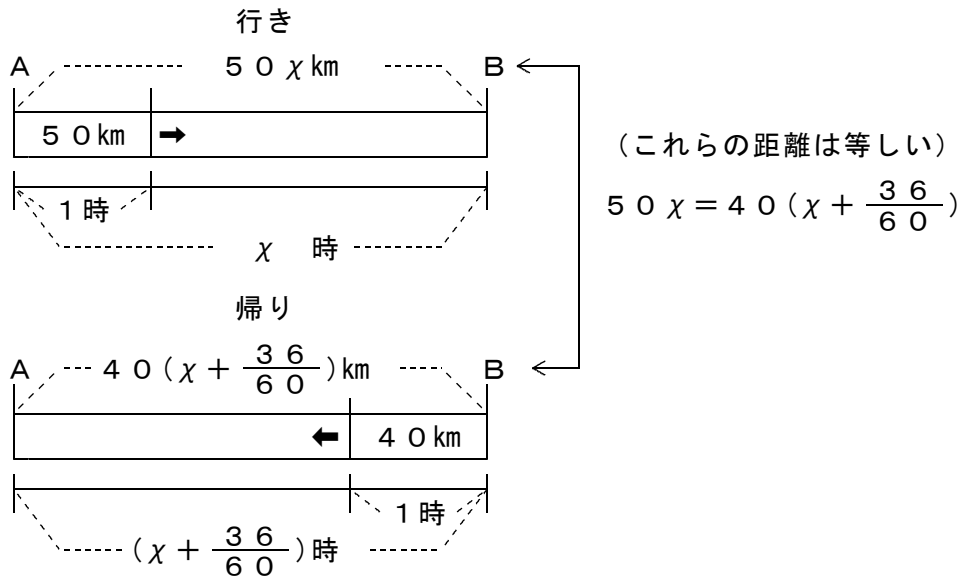 行き
A 50χkm B
50km ➡
1時
χ 時
(これらの距離は等しい)
50χ=40(χ+36/60)
帰り
A 40(χ+36/60)km B
⬅ 40km
1時
(χ+36/60)時